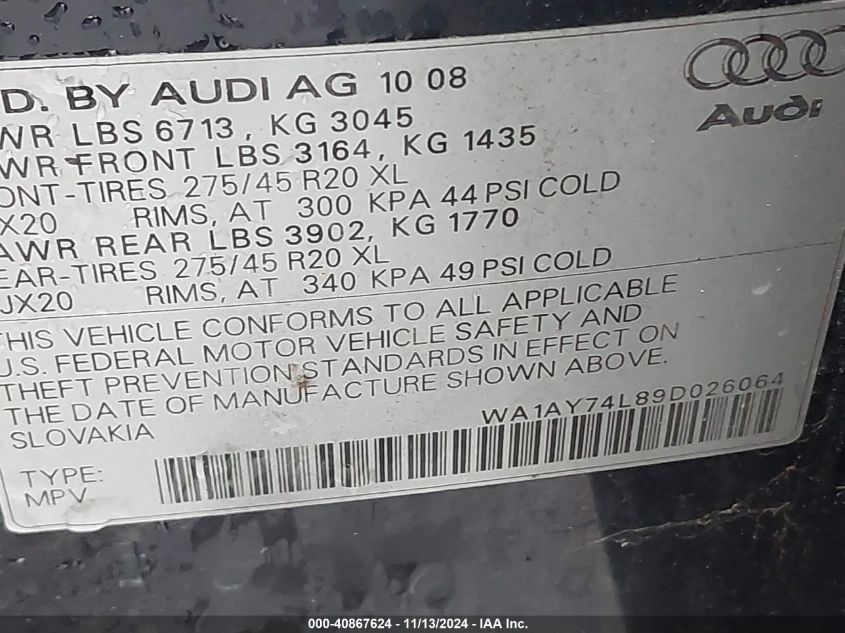 D. BY AUDI AG 10 08
Audi
WR LBS 6713, KG 3045
WR FRONT LBS 3164, KG 1435
ONT-TIRES 275/45 R20 XL
X20 RIMS, AT 300 KPA 44 PSI COLD
AWR REAR LBS 3902, KG 1770
EAR-TIRES 275/45 R20 XL
JX20 RIMS, AT 340 KPA 49 PSI COLD
THIS VEHICLE CONFORMS TO ALL APPLICABLE
U.S. FEDERAL MOTOR VEHICLE SAFETY AND
THEFT PREVENTION STANDARDS IN EFFECT ON
THE DATE OF MANUFACTURE SHOWN ABOVE.
SLOVAKIA
WA1AY74L89D026064
TYPE:
MPV
000-40867624 - 11/13/2024 - IAA Inc.